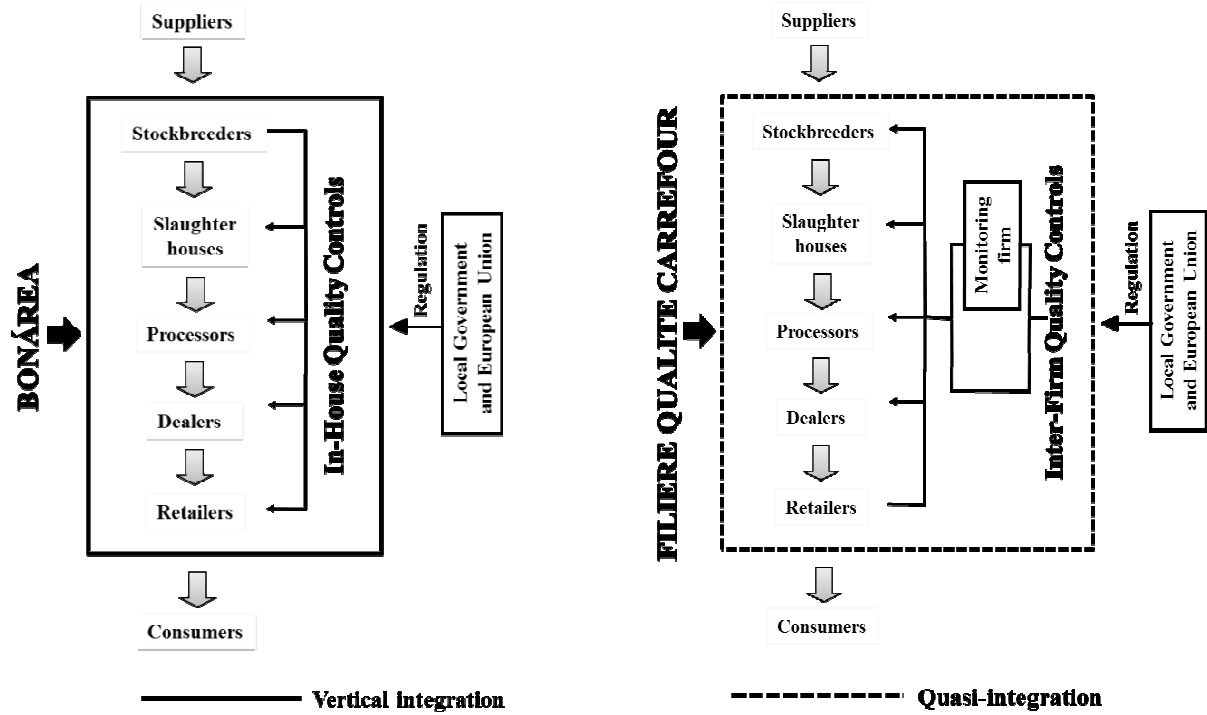 Suppliers
Stockbreeders
Slaughter
houses
Processors
Dealers
Retailers
Consumers
BONÁREA
In-House Quality Controls
Regulation
Local Government
and European Union
Vertical integration
Suppliers
Stockbreeders
Slaughter
houses
Processors
Dealers
Retailers
Consumers
FILIERE QUALITE CARREFOUR
Monitoring
firm
Inter-Firm Quality Controls
Regulation
Local Government
and European Union
Quasi-integration